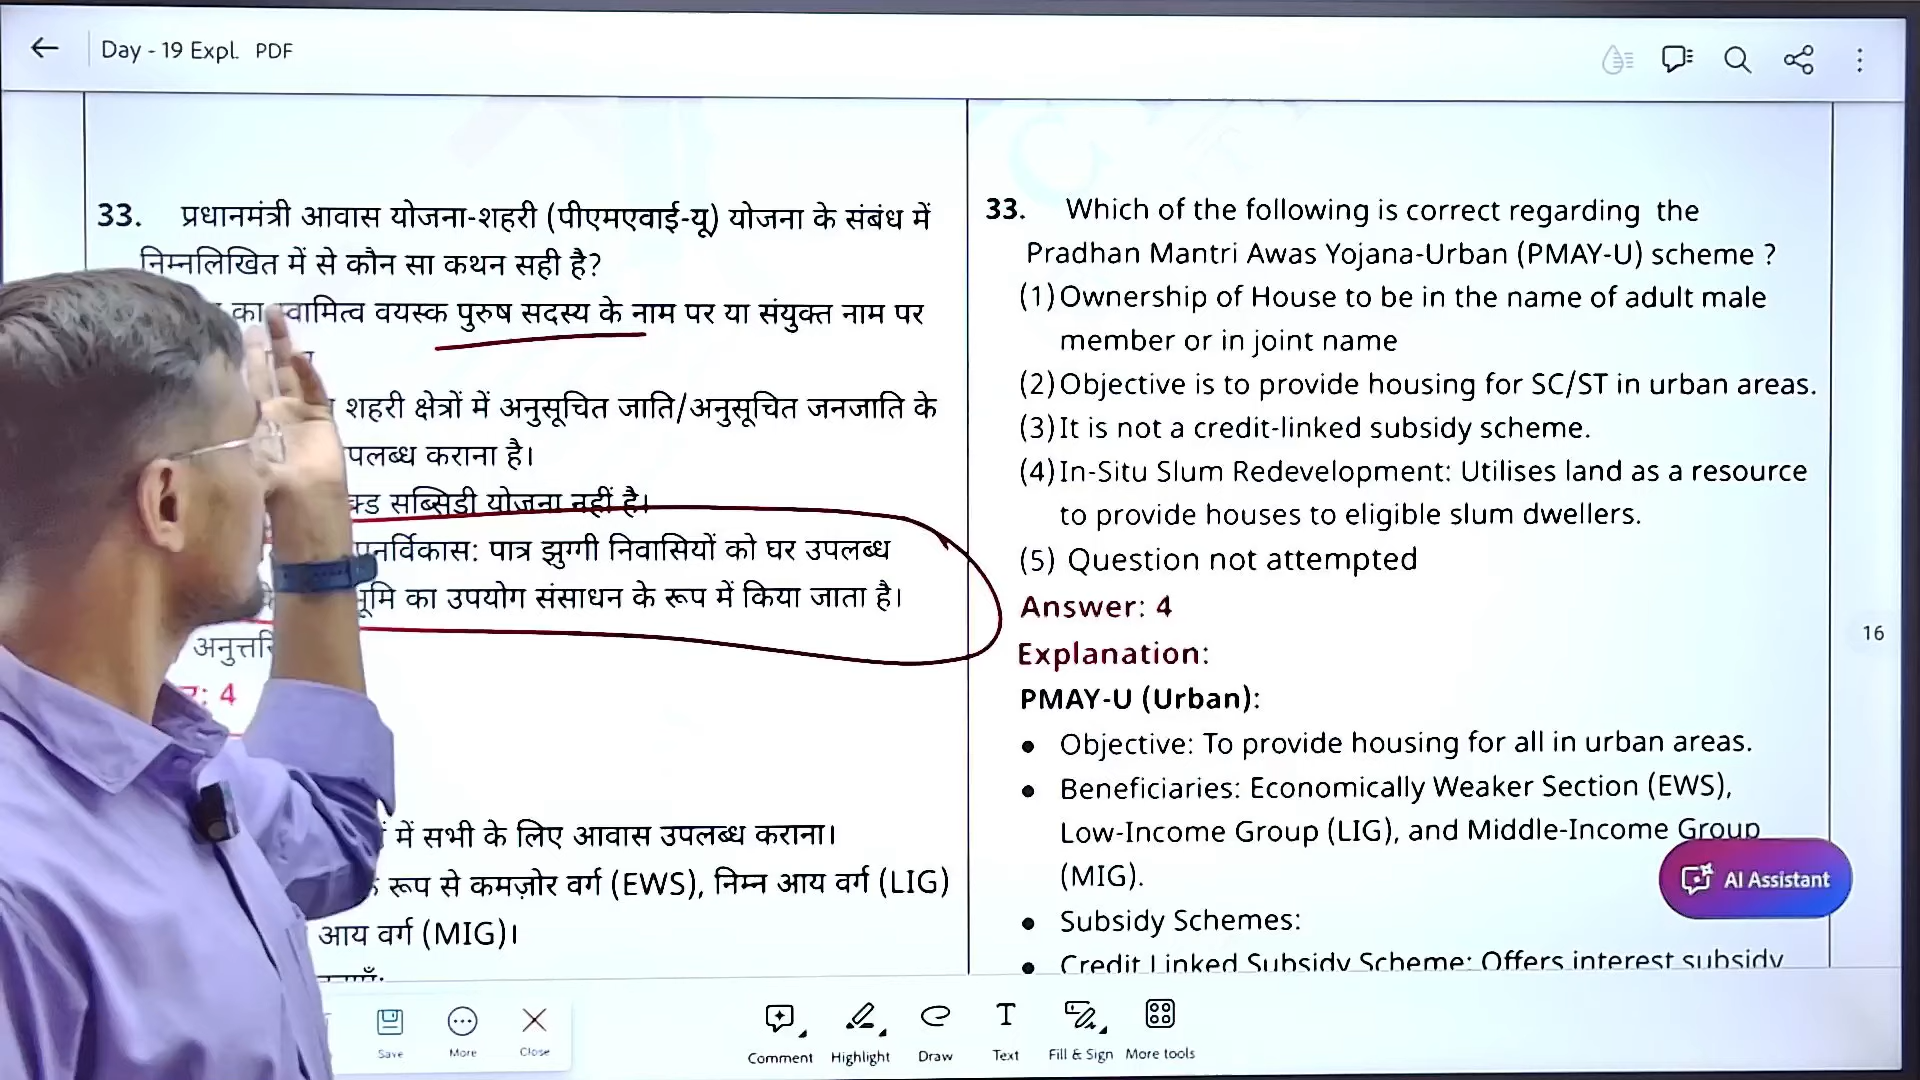 Day - 19 Expl. PDF
33. प्रधानमंत्री आवास योजना-शहरी (पीएमएवाई-यू) योजना के संबंध में
निम्नलिखित में से कौन सा कथन सही है?
का स्वामित्व वयस्क पुरुष सदस्य के नाम पर या संयुक्त नाम पर
शहरी क्षेत्रों में अनुसूचित जाति/अनुसूचित जनजाति के
उपलब्ध कराना है।
सब्सिडी योजना नहीं है।
पुनर्विकास: पात्र झुग्गी निवासियों को घर उपलब्ध
भूमि का उपयोग संसाधन के रूप में किया जाता है।
: 4
में सभी के लिए आवास उपलब्ध कराना।
रूप से कमज़ोर वर्ग (EWS), निम्न आय वर्ग (LIG)
आय वर्ग (MIG)।
33. Which of the following is correct regarding the
Pradhan Mantri Awas Yojana-Urban (PMAY-U) scheme ?
(1) Ownership of House to be in the name of adult male
member or in joint name
(2) Objective is to provide housing for SC/ST in urban areas.
(3) It is not a credit-linked subsidy scheme.
(4) In-Situ Slum Redevelopment: Utilises land as a resource
to provide houses to eligible slum dwellers.
(5) Question not attempted
Answer: 4
Explanation:
PMAY-U (Urban):
• Objective: To provide housing for all in urban areas.
• Beneficiaries: Economically Weaker Section (EWS),
Low-Income Group (LIG), and Middle-Income Group
(MIG).
• Subsidy Schemes:
• Credit Linked Subsidy Scheme: Offers interest subsidy
16
AI Assistant
Save
More
Close
Comment
Highlight
Draw
T
Text
Fill & Sign
More tools